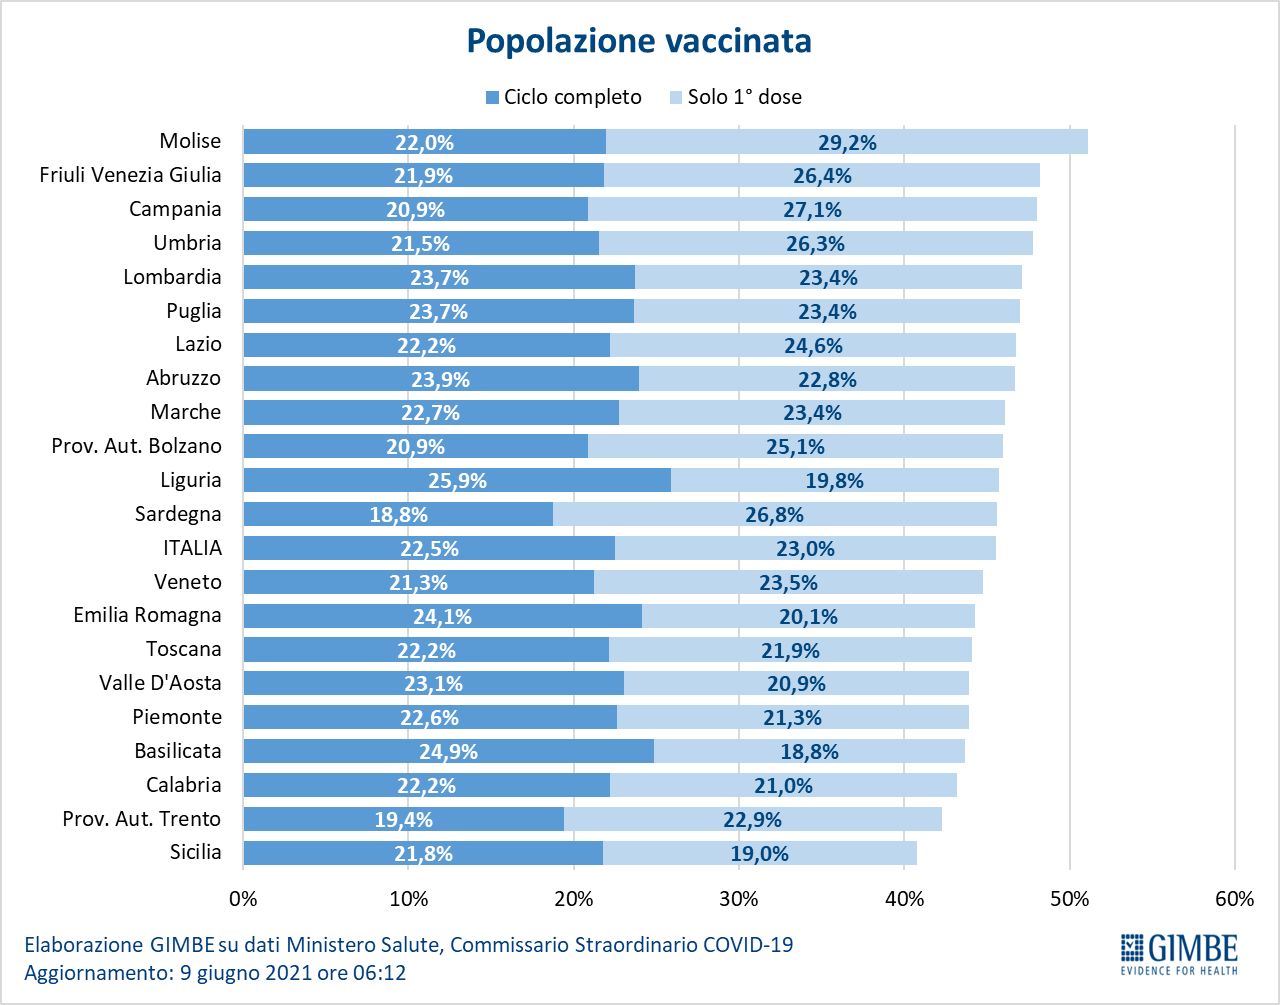 Popolazione vaccinata
Ciclo completo Solo 1° dose
Molise 22,0% 29,2%
Friuli Venezia Giulia 21,9% 26,4%
Campania 20,9% 27,1%
Umbria 21,5% 26,3%
Lombardia 23,7% 23,4%
Puglia 23,7% 23,4%
Lazio 22,2% 24,6%
Abruzzo 23,9% 22,8%
Marche 22,7% 23,4%
Prov. Aut. Bolzano 20,9% 25,1%
Liguria 25,9% 19,8%
Sardegna 18,8% 26,8%
ITALIA 22,5% 23,0%
Veneto 21,3% 23,5%
Emilia Romagna 24,1% 20,1%
Toscana 22,2% 21,9%
Valle D'Aosta 23,1% 20,9%
Piemonte 22,6% 21,3%
Basilicata 24,9% 18,8%
Calabria 22,2% 21,0%
Prov. Aut. Trento 19,4% 22,9%
Sicilia 21,8% 19,0%
0% 10% 20% 30% 40% 50% 60%
Elaborazione GIMBE su dati Ministero Salute, Commissario Straordinario COVID-19
Aggiornamento: 9 giugno 2021 ore 06:12
GIMBE
EVIDENCE FOR HEALTH